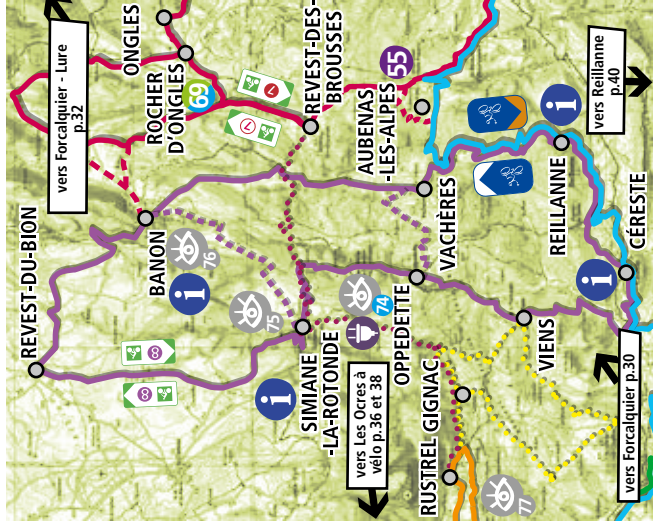 vers Forcalquier - Lure
p.32
ONGLES
ROCHER
D'ONGLES
69
7
7
REVEST-DES-
BROUSSES
55
AUBENAS
-LES-ALPES
vers Reillanne
p.40
REVEST-DU-BION
BANON
76
VACHÈRES
REILLANNE
CÉRESTE
75
74
8
8
SIMIANE
-LA-ROTONDE
OPPEDETTE
VIENS
vers Les Ocres à
vélo p.36 et 38
RUSTREL
GIGNAC
77
vers Forcalquier p.30